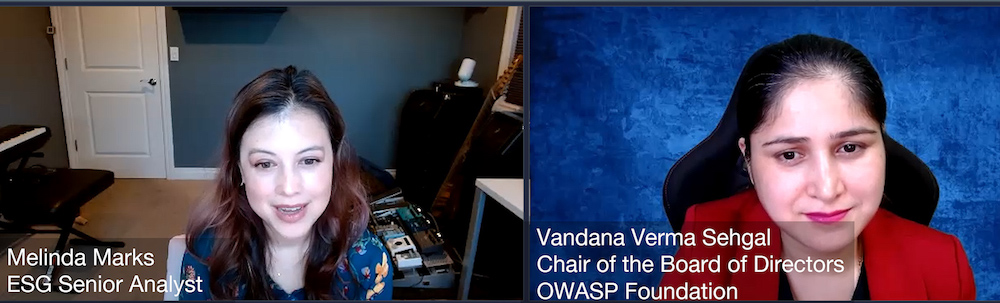 Melinda Marks
ESG Senior Analyst
Vandana Verma Sehgal
Chair of the Board of Directors
OWASP Foundation